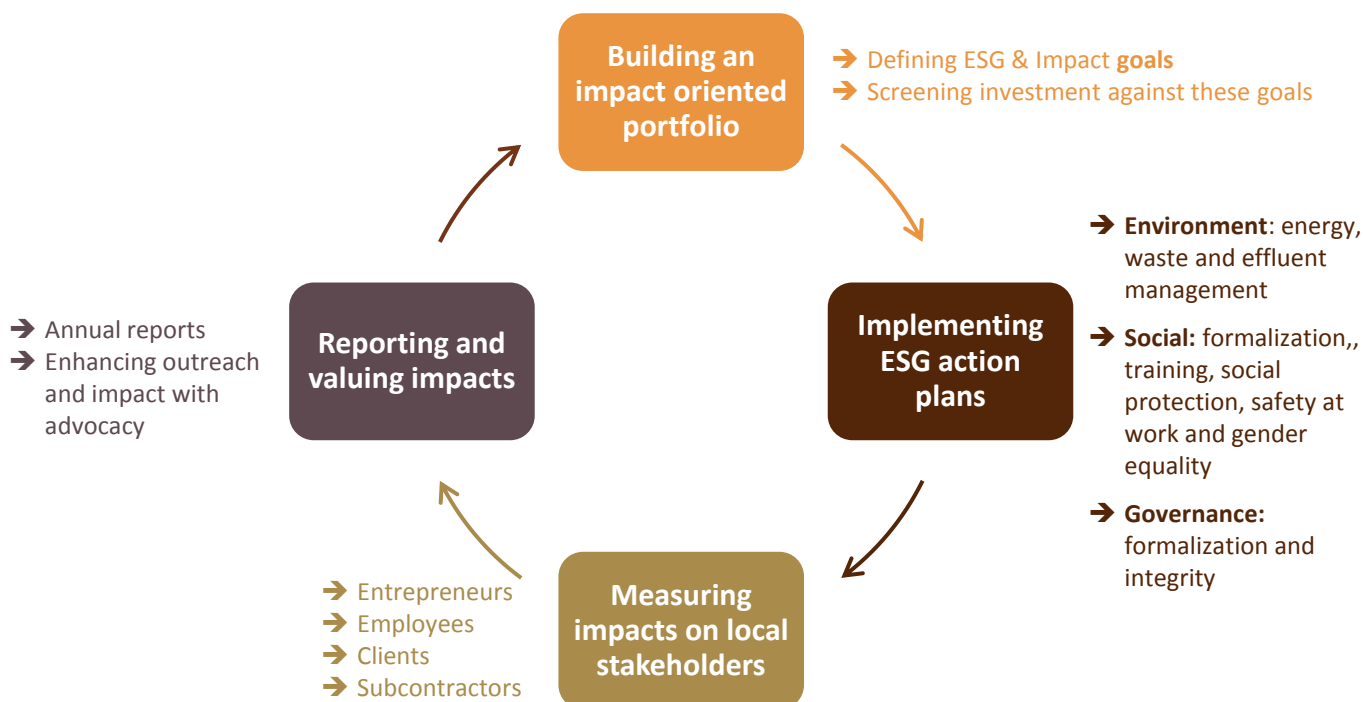 Building an
impact oriented
portfolio
➔ Defining ESG & Impact goals
➔ Screening investment against these goals
Implementing
ESG action
plans
➔ Environment: energy,
waste and effluent
management
➔ Social: formalization,,
training, social
protection, safety at
work and gender
equality
➔ Governance:
formalization and
integrity
Measuring
impacts on local
stakeholders
➔ Entrepreneurs
➔ Employees
➔ Clients
➔ Subcontractors
Reporting and
valuing impacts
➔ Annual reports
➔ Enhancing outreach
and impact with
advocacy